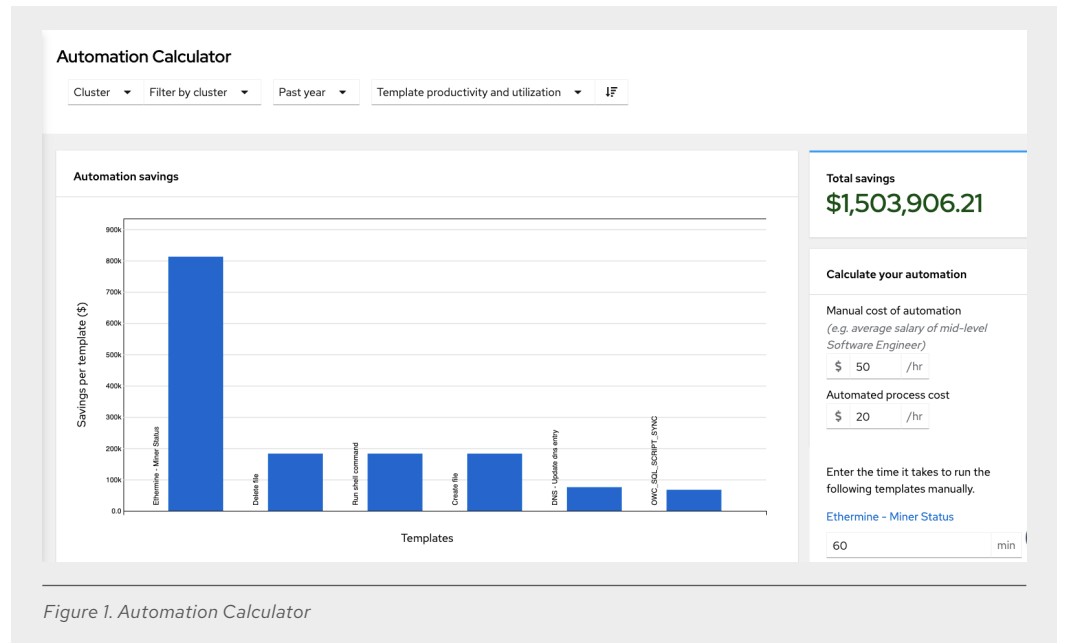 Automation Calculator
Cluster Filter by cluster Past year Template productivity and utilization
Automation savings
Savings per template ($)
900k
800k
700k
600k
500k
400k
300k
200k
100k
0.0
Ethermine - Miner Status
Delete file
Run shell command
Create file
DNS - Update dns entry
OWC_SQL_SCRIPT_SYNC
Templates
Total savings
$1,503,906.21
Calculate your automation
Manual cost of automation
(e.g. average salary of mid-level
Software Engineer)
$ 50 /hr
Automated process cost
$ 20 /hr
Enter the time it takes to run the
following templates manually.
Ethermine - Miner Status
60 min
Figure 1. Automation Calculator